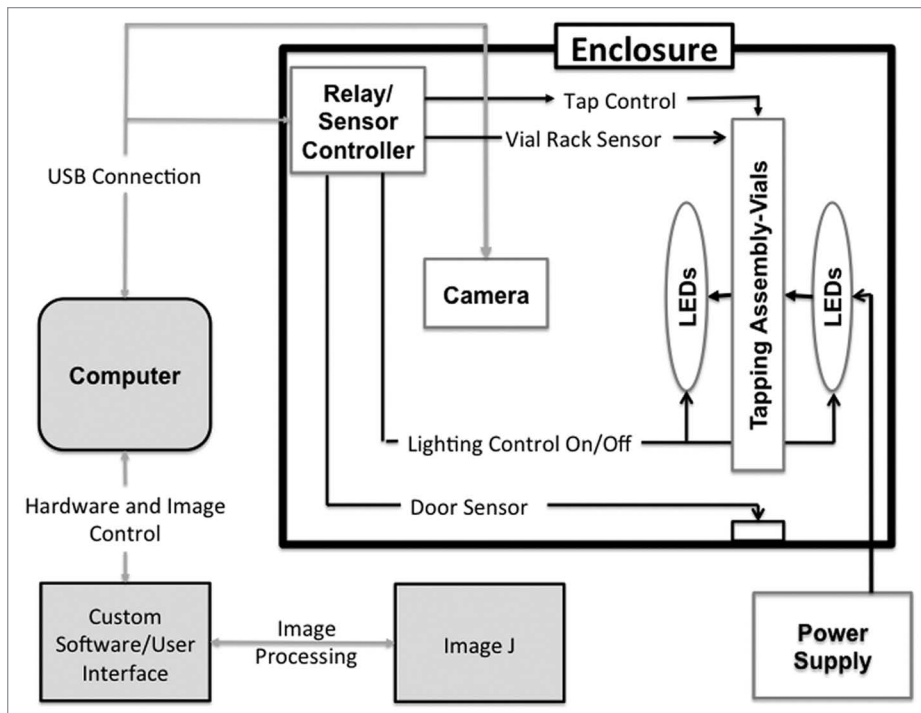 Enclosure
Relay/
Sensor
Controller
Tap Control
Vial Rack Sensor
USB Connection
Camera
LEDs
Tapping Assembly-Vials
LEDs
Computer
Lighting Control On/Off
Hardware and Image
Control
Door Sensor
Custom
Software/User
Interface
Image
Processing
Image J
Power
Supply